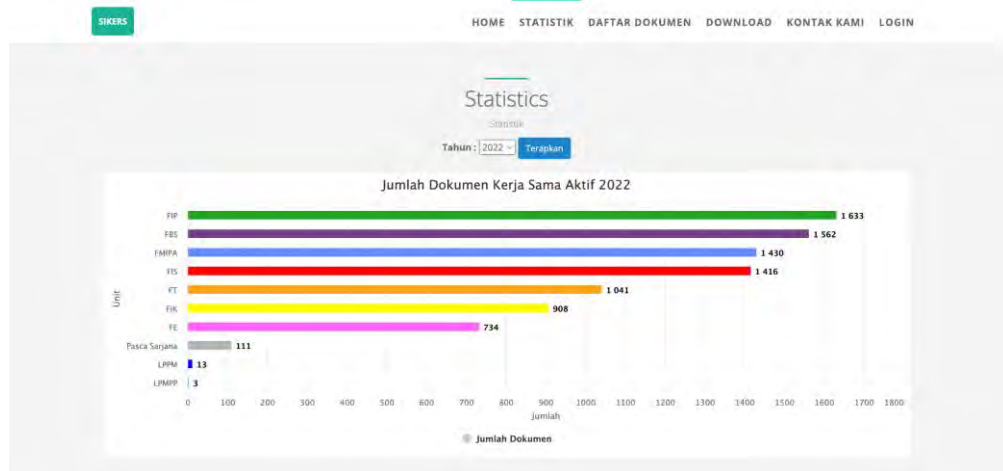 SIKERS
HOME STATISTIK DAFTAR DOKUMEN DOWNLOAD KONTAK KAMI LOGIN
Statistics
Statistik
Tahun : 2022 Terapkan
Jumlah Dokumen Kerja Sama Aktif 2022
FIP 1 633
FBS 1 562
FMIPA 1 430
FIS 1 416
FT 1 041
FIK 908
FE 734
Pasca Sarjana 111
LPPM 13
LPMPP 3
Unit
0 100 200 300 400 500 600 700 800 900 1000 1100 1200 1300 1400 1500 1600 1700 1800
Jumlah
Jumlah Dokumen